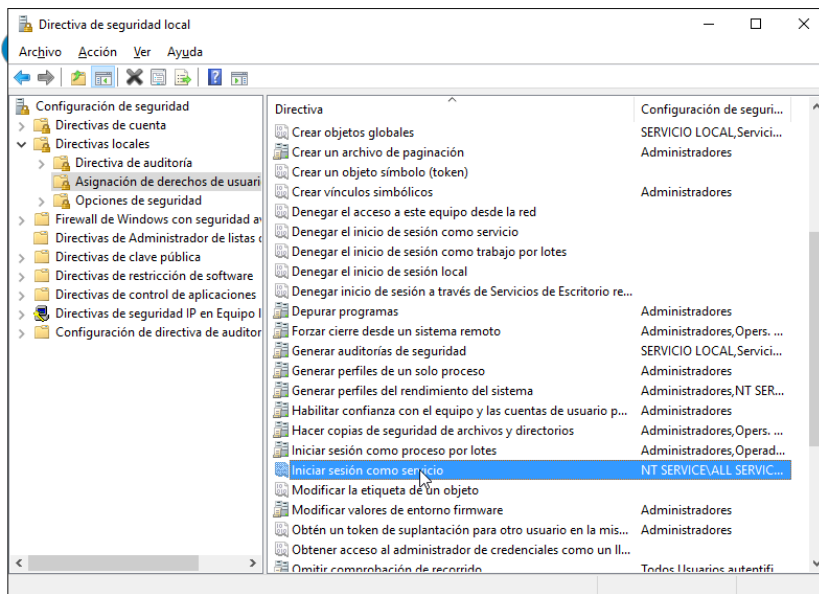 Directiva de seguridad local
Archivo Acción Ver Ayuda
Configuración de seguridad
Directivas de cuenta
Directivas locales
Directiva de auditoría
Asignación de derechos de usuari
Opciones de seguridad
Firewall de Windows con seguridad av
Directivas de Administrador de listas
Directivas de clave pública
Directivas de restricción de software
Directivas de control de aplicaciones
Directivas de seguridad IP en Equipo l
Configuración de directiva de auditor
Directiva Configuración de seguri...
Crear objetos globales SERVICIO LOCAL,Servici...
Crear un archivo de paginación Administradores
Crear un objeto símbolo (token)
Crear vínculos simbólicos Administradores
Denegar el acceso a este equipo desde la red
Denegar el inicio de sesión como servicio
Denegar el inicio de sesión como trabajo por lotes
Denegar el inicio de sesión local
Denegar inicio de sesión a través de Servicios de Escritorio re...
Depurar programas Administradores
Forzar cierre desde un sistema remoto Administradores,Opers. ...
Generar auditorías de seguridad SERVICIO LOCAL,Servici...
Generar perfiles de un solo proceso Administradores
Generar perfiles del rendimiento del sistema Administradores,NT SER...
Habilitar confianza con el equipo y las cuentas de usuario p... Administradores
Hacer copias de seguridad de archivos y directorios Administradores,Opers. ...
Iniciar sesión como proceso por lotes Administradores,Operad...
Iniciar sesión como servicio NT SERVICE\ALL SERVIC...
Modificar la etiqueta de un objeto
Modificar valores de entorno firmware Administradores
Obtén un token de suplantación para otro usuario en la mis... Administradores
Obtener acceso al administrador de credenciales como un ll...
Omitir comprobación de recorrido Todos,Usuarios autentifi